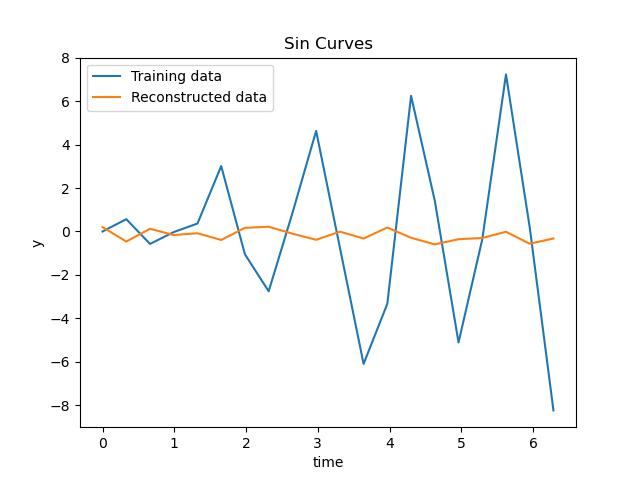 Sin Curves
Training data
Reconstructed data
8
6
4
2
0
−2
−4
−6
−8
y
0 1 2 3 4 5 6
time